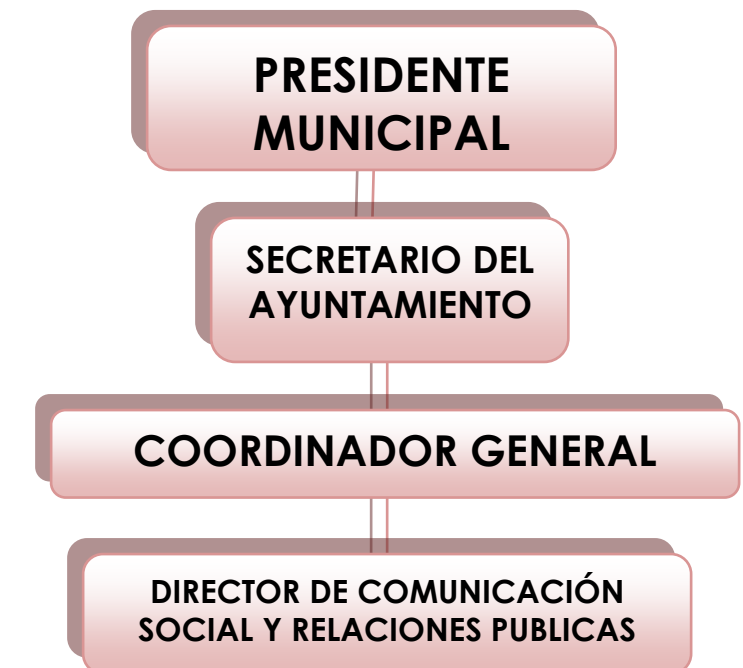 PRESIDENTE
MUNICIPAL
SECRETARIO DEL
AYUNTAMIENTO
COORDINADOR GENERAL
DIRECTOR DE COMUNICACIÓN
SOCIAL Y RELACIONES PUBLICAS